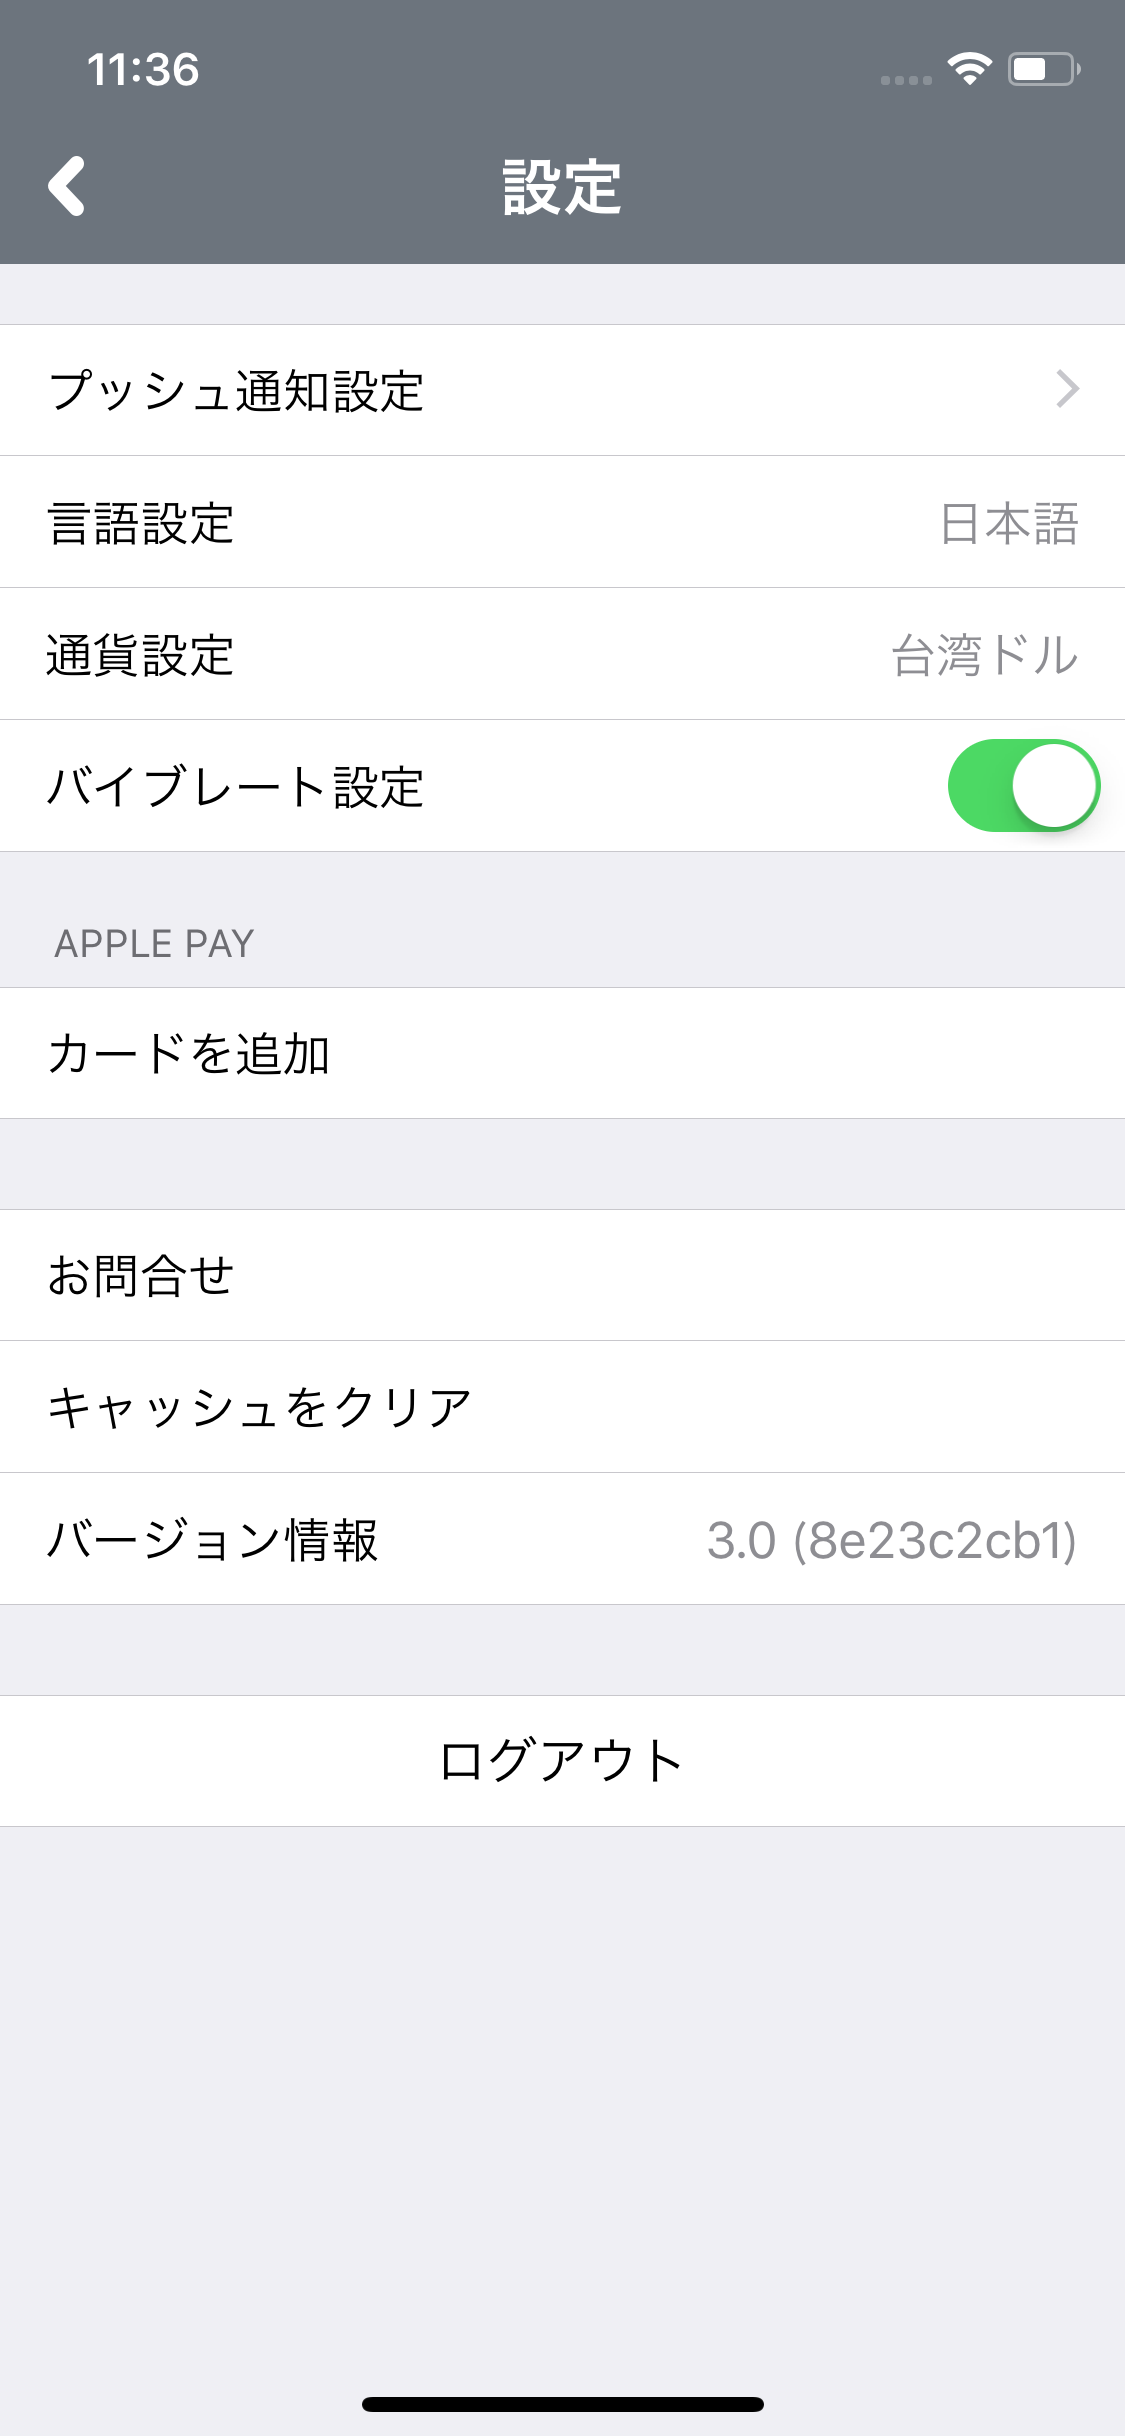 11:36
設定
プッシュ通知設定
言語設定 日本語
通貨設定 台湾ドル
バイブレート設定
APPLE PAY
カードを追加
お問合せ
キャッシュをクリア
バージョン情報 3.0 (8e23c2cb1)
ログアウト